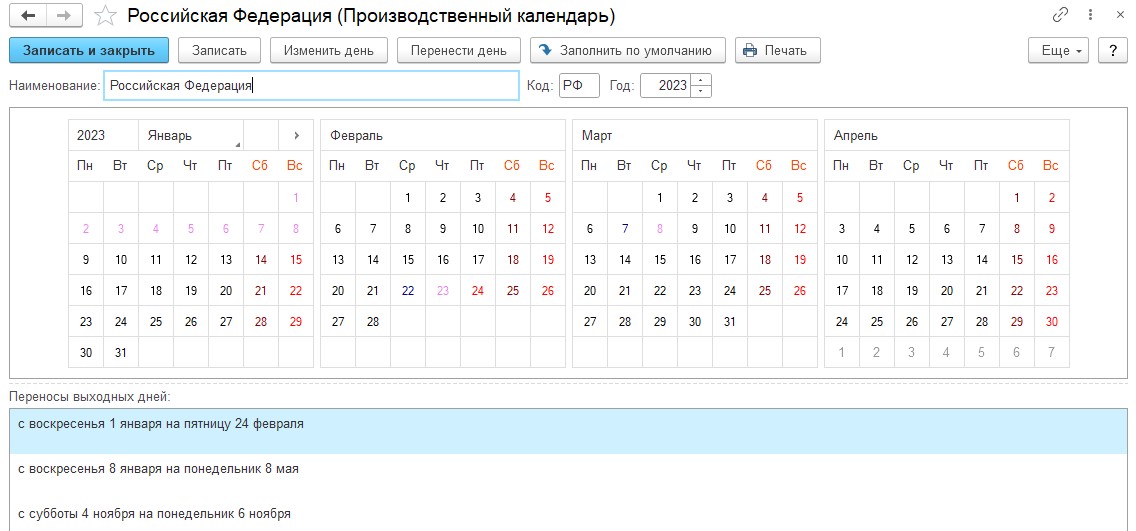 Российская Федерация (Производственный календарь)
Записать и закрыть Записать Изменить день Перенести день Заполнить по умолчанию Печать Еще ?
Наименование: Российская Федерация Код: РФ Год: 2023
2023 Январь Февраль Март Апрель
Пн Вт Ср Чт Пт Сб Вс Пн Вт Ср Чт Пт Сб Вс Пн Вт Ср Чт Пт Сб Вс Пн Вт Ср Чт Пт Сб Вс
1 1 2 3 4 5 1 2 3 4 5 1 2
2 3 4 5 6 7 8 6 7 8 9 10 11 12 6 7 8 9 10 11 12 3 4 5 6 7 8 9
9 10 11 12 13 14 15 13 14 15 16 17 18 19 13 14 15 16 17 18 19 10 11 12 13 14 15 16
16 17 18 19 20 21 22 20 21 22 23 24 25 26 20 21 22 23 24 25 26 17 18 19 20 21 22 23
23 24 25 26 27 28 29 27 28 27 28 29 30 31 24 25 26 27 28 29 30
30 31 1 2 3 4 5 6 7
Переносы выходных дней:
с воскресенья 1 января на пятницу 24 февраля
с воскресенья 8 января на понедельник 8 мая
с субботы 4 ноября на понедельник 6 ноября